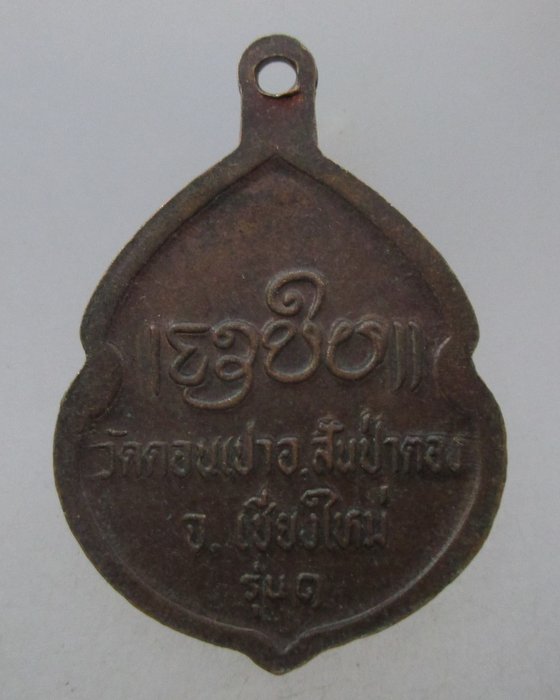 วัดดอนเปาอ.สันป่าตอง
จ.เชียงใหม่
รุ่น ๑